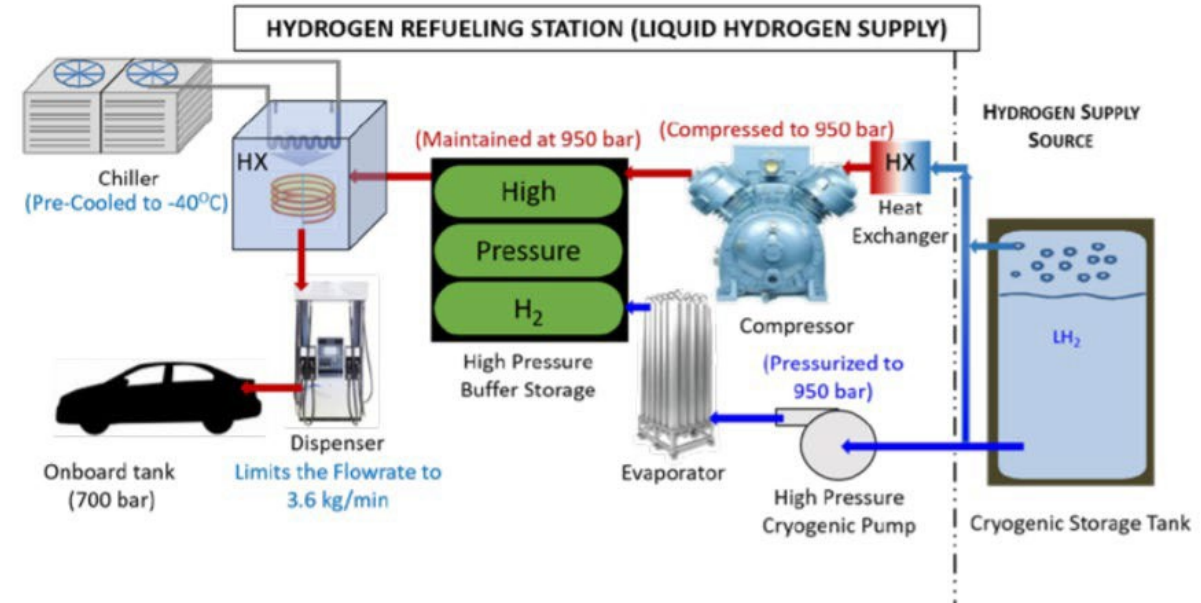 HYDROGEN REFUELING STATION (LIQUID HYDROGEN SUPPLY)
HYDROGEN SUPPLY
SOURCE
(Compressed to 950 bar)
(Maintained at 950 bar)
HX
HX
Chiller
(Pre-Cooled to -40⁰C)
High
Pressure
H₂
Heat
Exchanger
Compressor
LH₂
High Pressure
Buffer Storage
(Pressurized to
950 bar)
Dispenser
Limits the Flowrate to
3.6 kg/min
Onboard tank
(700 bar)
Evaporator
High Pressure
Cryogenic Pump
Cryogenic Storage Tank